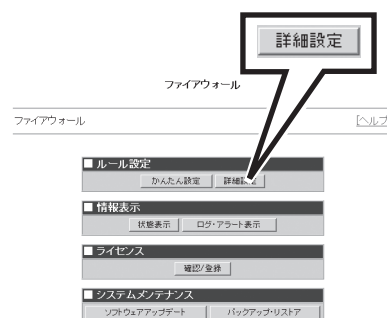 詳細設定
ファイアウォール
ファイアウォール [ヘルプ
■ ルール設定
かんたん設定 詳細設定
■ 情報表示
状態表示 ログ・アラート表示
■ ライセンス
確認/登録
■ システムメンテナンス
ソフトウェアアップデート バックアップ・リストア